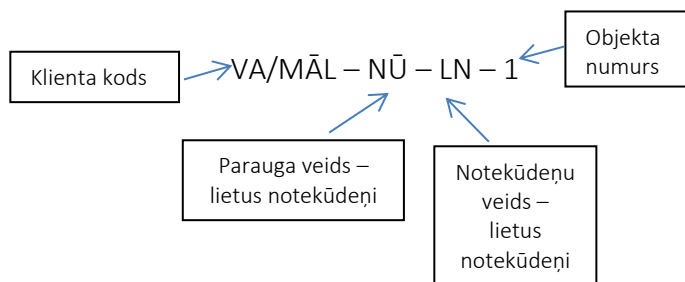 Klienta kods
VA/MĀL – NŪ – LN – 1
Objekta
numurs
Parauga veids –
lietus notekūdeņi
Notekūdeņu
veids –
lietus
notekūdeņi